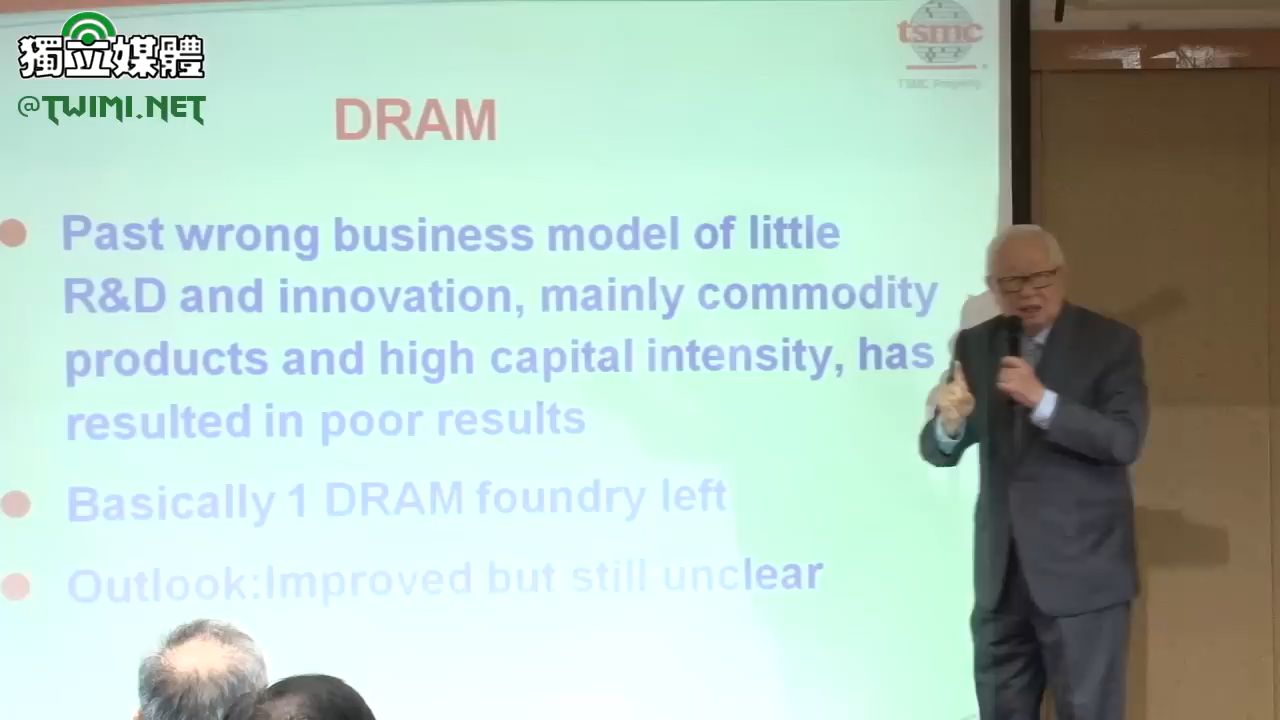 獨立媒體
@TWIMI.NET
tsmc
TSMC Property
DRAM
Past wrong business model of little
R&D and innovation, mainly commodity
products and high capital intensity, has
resulted in poor results
Basically 1 DRAM foundry left
Outlook:Improved but still unclear